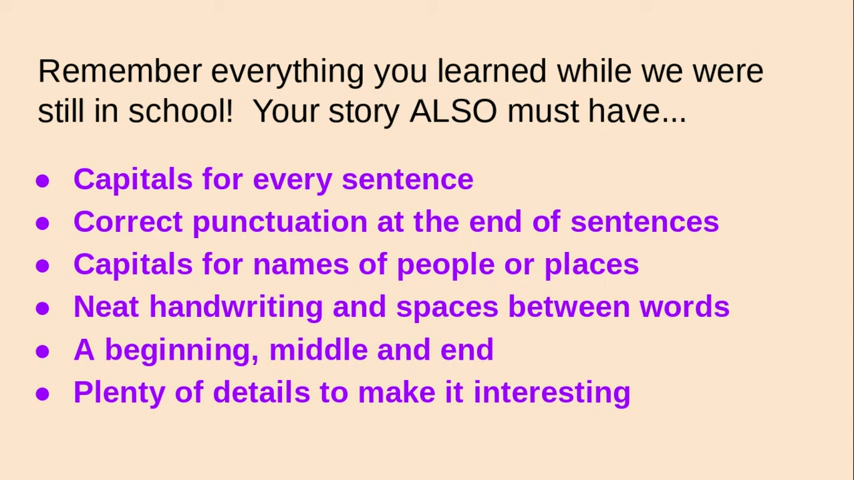 Remember everything you learned while we were
still in school!  Your story ALSO must have...
● Capitals for every sentence
● Correct punctuation at the end of sentences
● Capitals for names of people or places
● Neat handwriting and spaces between words
● A beginning, middle and end
● Plenty of details to make it interesting